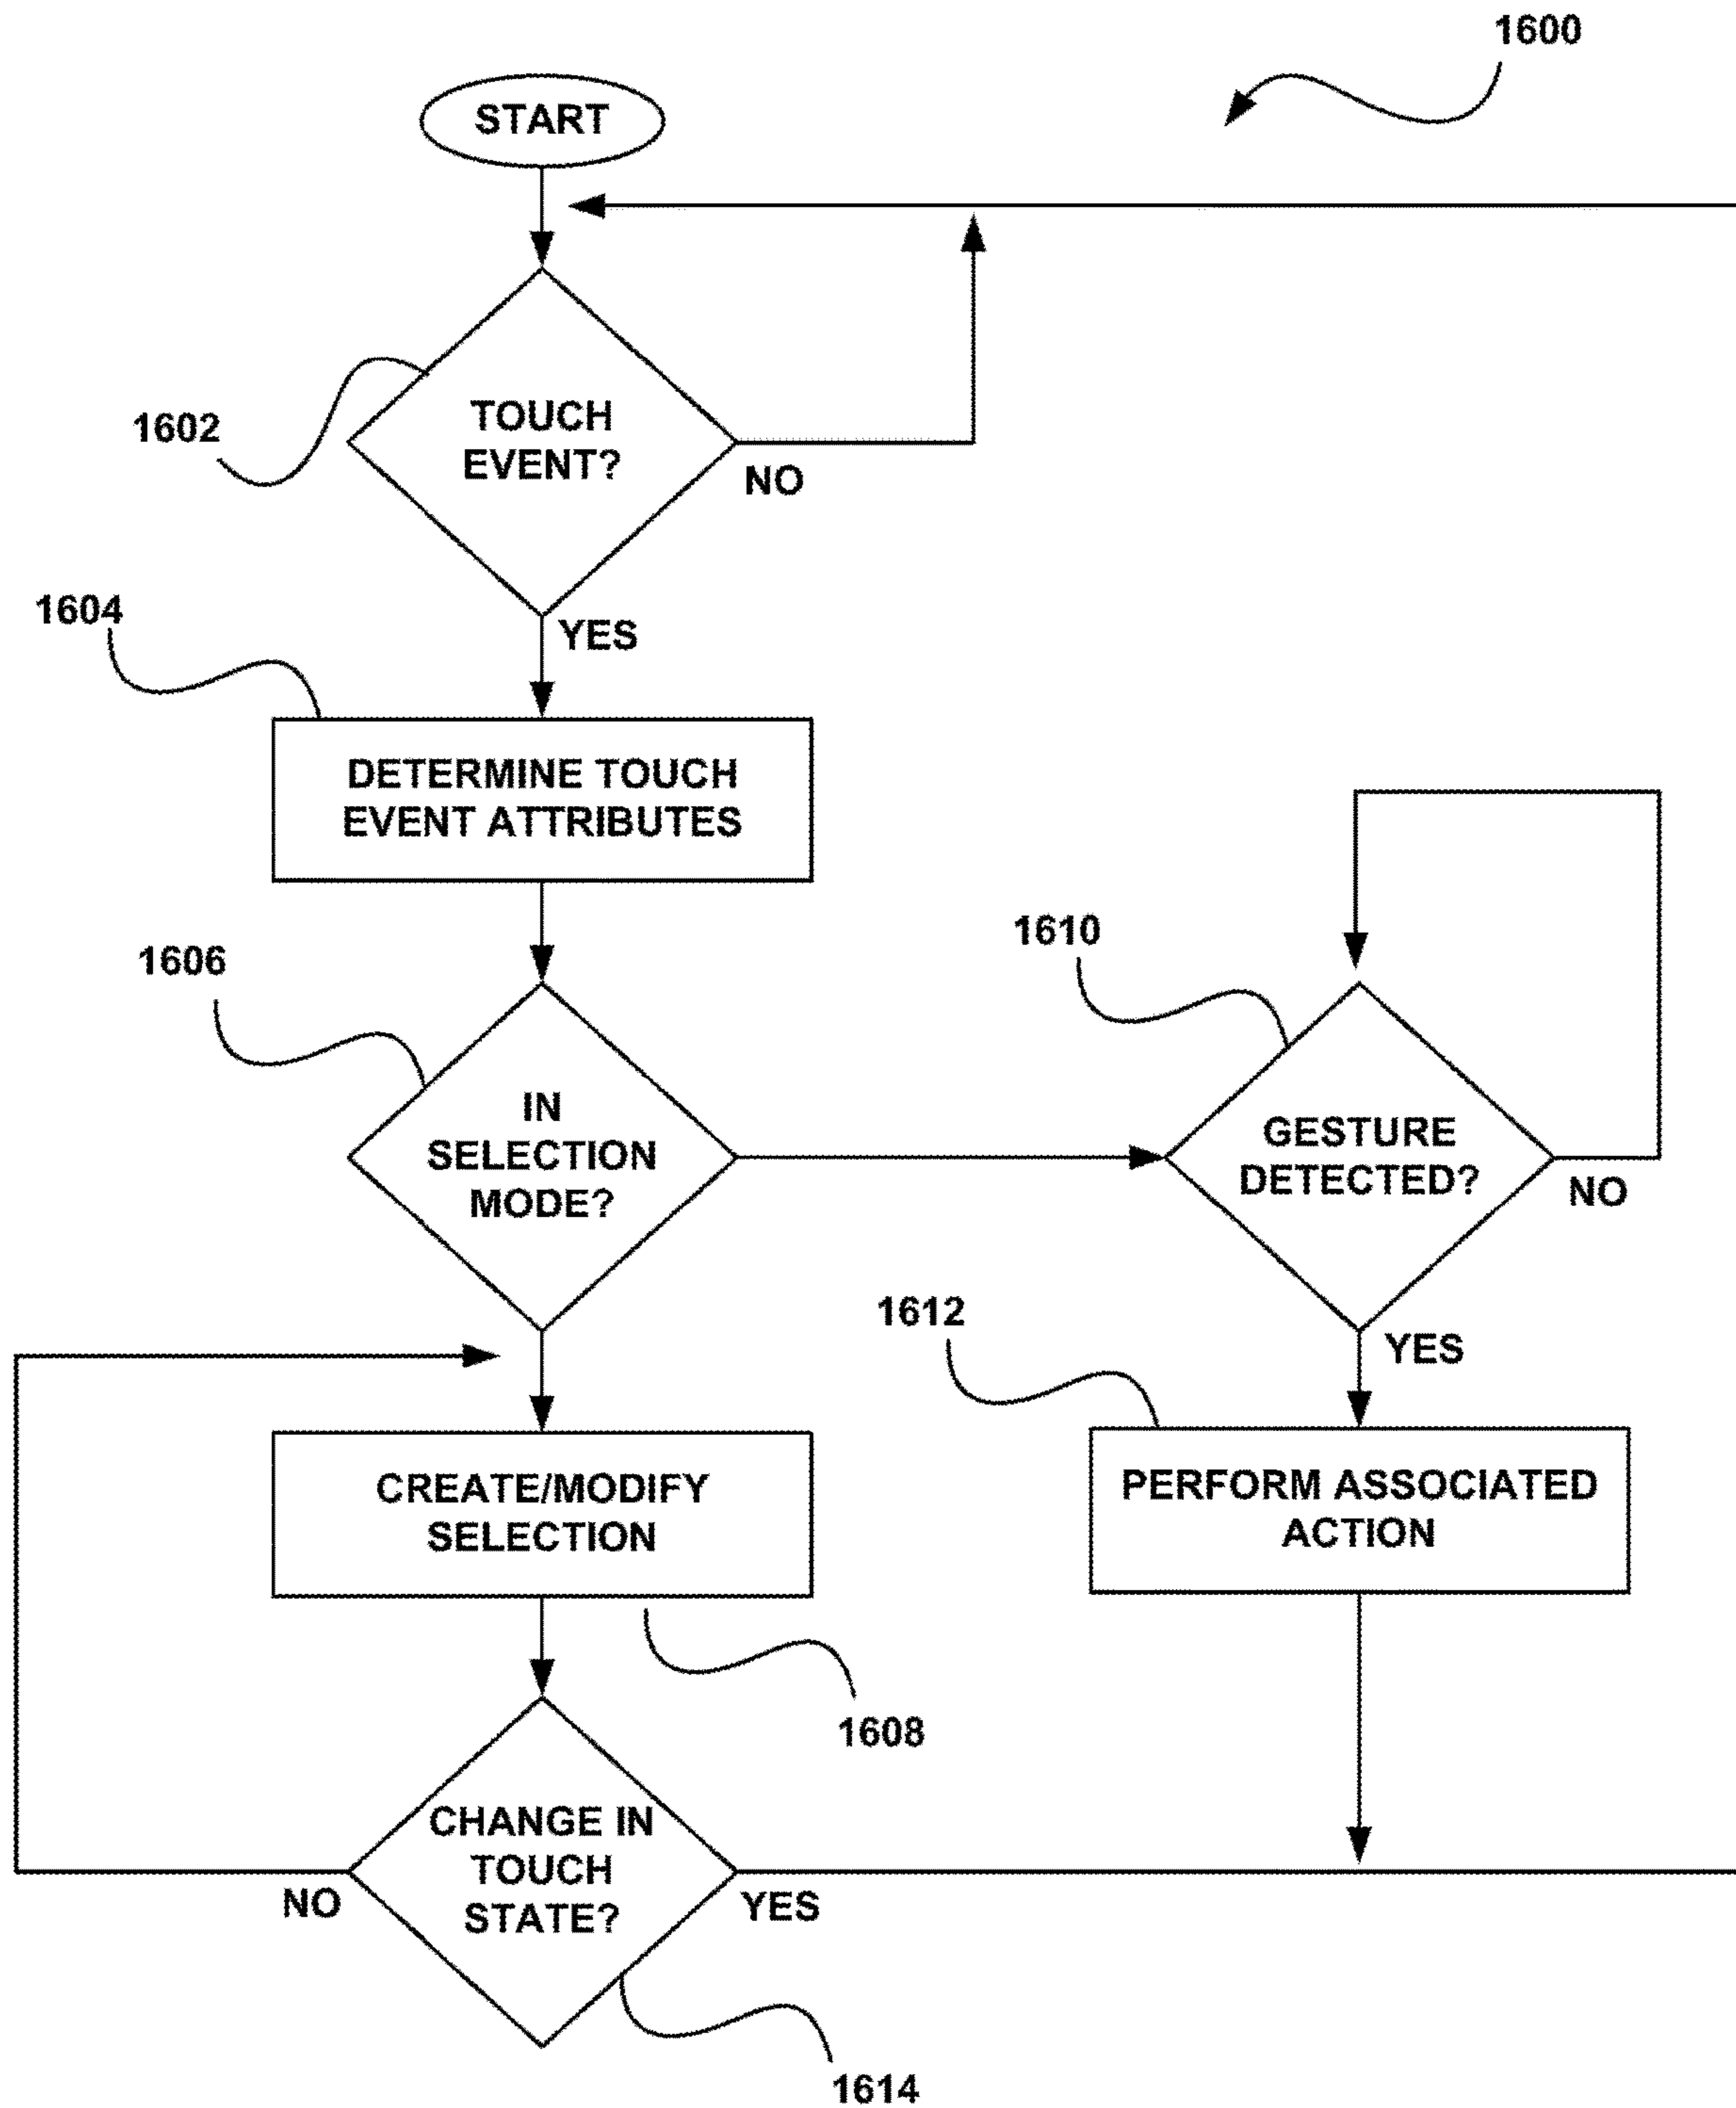 1600
START
1602
TOUCH
EVENT?
NO
1604
YES
DETERMINE TOUCH
EVENT ATTRIBUTES
1606
IN
SELECTION
MODE?
1610
GESTURE
DETECTED?
NO
1612
YES
CREATE/MODIFY
SELECTION
PERFORM ASSOCIATED
ACTION
1608
CHANGE IN
TOUCH
STATE?
NO
YES
1614